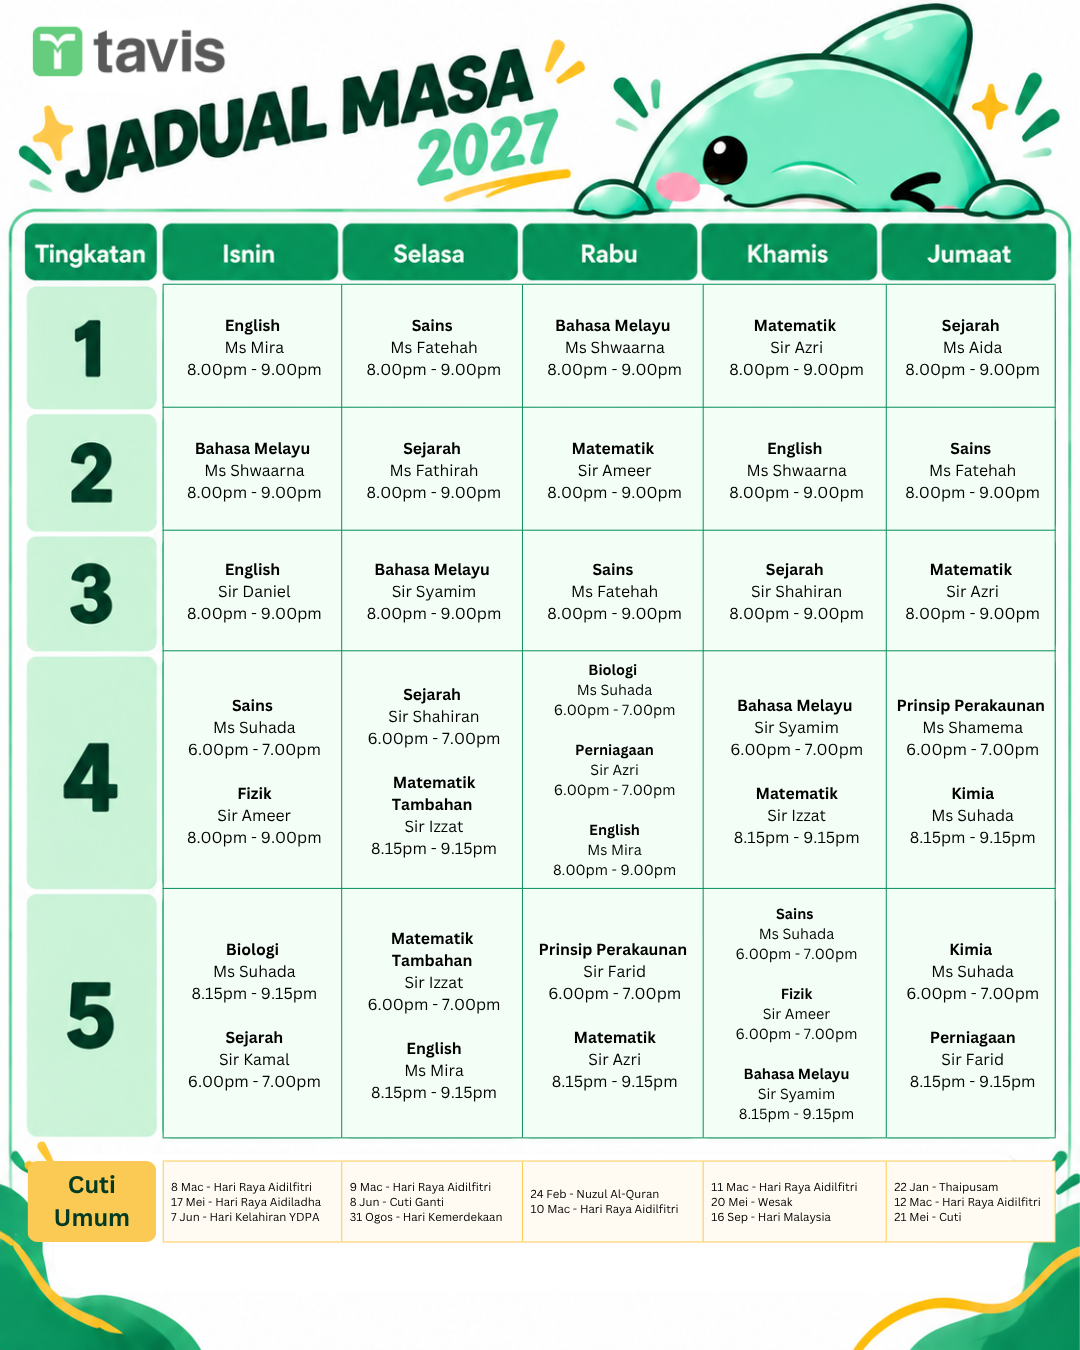 tavis
JADUAL MASA
2027
Tingkatan
Isnin
Selasa
Rabu
Khamis
Jumaat
1
English
Ms Mira
8.00pm - 9.00pm
Sains
Ms Fatehah
8.00pm - 9.00pm
Bahasa Melayu
Ms Shwaarna
8.00pm - 9.00pm
Matematik
Sir Azri
8.00pm - 9.00pm
Sejarah
Ms Aida
8.00pm - 9.00pm
2
Bahasa Melayu
Ms Shwaarna
8.00pm - 9.00pm
Sejarah
Ms Fathirah
8.00pm - 9.00pm
Matematik
Sir Ameer
8.00pm - 9.00pm
English
Ms Shwaarna
8.00pm - 9.00pm
Sains
Ms Fatehah
8.00pm - 9.00pm
3
English
Sir Daniel
8.00pm - 9.00pm
Bahasa Melayu
Sir Syamim
8.00pm - 9.00pm
Sains
Ms Fatehah
8.00pm - 9.00pm
Sejarah
Sir Shahiran
8.00pm - 9.00pm
Matematik
Sir Azri
8.00pm - 9.00pm
4
Sains
Ms Suhada
6.00pm - 7.00pm
Fizik
Sir Ameer
8.00pm - 9.00pm
Sejarah
Sir Shahiran
6.00pm - 7.00pm
Matematik
Tambahan
Sir Izzat
8.15pm - 9.15pm
Biologi
Ms Suhada
6.00pm - 7.00pm
Perniagaan
Sir Azri
6.00pm - 7.00pm
English
Ms Mira
8.00pm - 9.00pm
Bahasa Melayu
Sir Syamim
6.00pm - 7.00pm
Matematik
Sir Izzat
8.15pm - 9.15pm
Prinsip Perakaunan
Ms Shamema
6.00pm - 7.00pm
Kimia
Ms Suhada
8.15pm - 9.15pm
5
Biologi
Ms Suhada
8.15pm - 9.15pm
Sejarah
Sir Kamal
6.00pm - 7.00pm
Matematik
Tambahan
Sir Izzat
6.00pm - 7.00pm
English
Ms Mira
8.15pm - 9.15pm
Prinsip Perakaunan
Sir Farid
6.00pm - 7.00pm
Matematik
Sir Azri
8.15pm - 9.15pm
Sains
Ms Suhada
6.00pm - 7.00pm
Fizik
Sir Ameer
6.00pm - 7.00pm
Bahasa Melayu
Sir Syamim
8.15pm - 9.15pm
Kimia
Ms Suhada
6.00pm - 7.00pm
Perniagaan
Sir Farid
8.15pm - 9.15pm
Cuti
Umum
8 Mac - Hari Raya Aidilfitri
17 Mei - Hari Raya Aidiladha
7 Jun - Hari Kelahiran YDPA
9 Mac - Hari Raya Aidilfitri
8 Jun - Cuti Ganti
31 Ogos - Hari Kemerdekaan
24 Feb - Nuzul Al-Quran
10 Mac - Hari Raya Aidilfitri
11 Mac - Hari Raya Aidilfitri
20 Mei - Wesak
16 Sep - Hari Malaysia
22 Jan - Thaipusam
12 Mac - Hari Raya Aidilfitri
21 Mei - Cuti